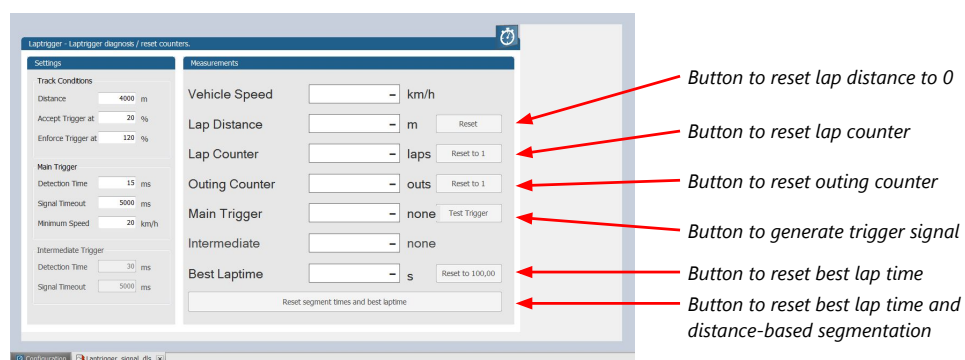 Laptrigger - Laptrigger diagnosis / reset counters.
Settings
Track Conditions
Distance 4000 m
Accept Trigger at 20 %
Enforce Trigger at 120 %
Main Trigger
Detection Time 15 ms
Signal Timeout 5000 ms
Minimum Speed 20 km/h
Intermediate Trigger
Detection Time 30 ms
Signal Timeout 5000 ms
Measurements
Vehicle Speed – km/h
Lap Distance – m Reset
Lap Counter – laps Reset to 1
Outing Counter – outs Reset to 1
Main Trigger – none Test Trigger
Intermediate – none
Best Laptime – s Reset to 100,00
Reset segment times and best laptime
Button to reset lap distance to 0
Button to reset lap counter
Button to reset outing counter
Button to generate trigger signal
Button to reset best lap time
Button to reset best lap time and
distance-based segmentation
Configuration Laptrigger_signal_dls